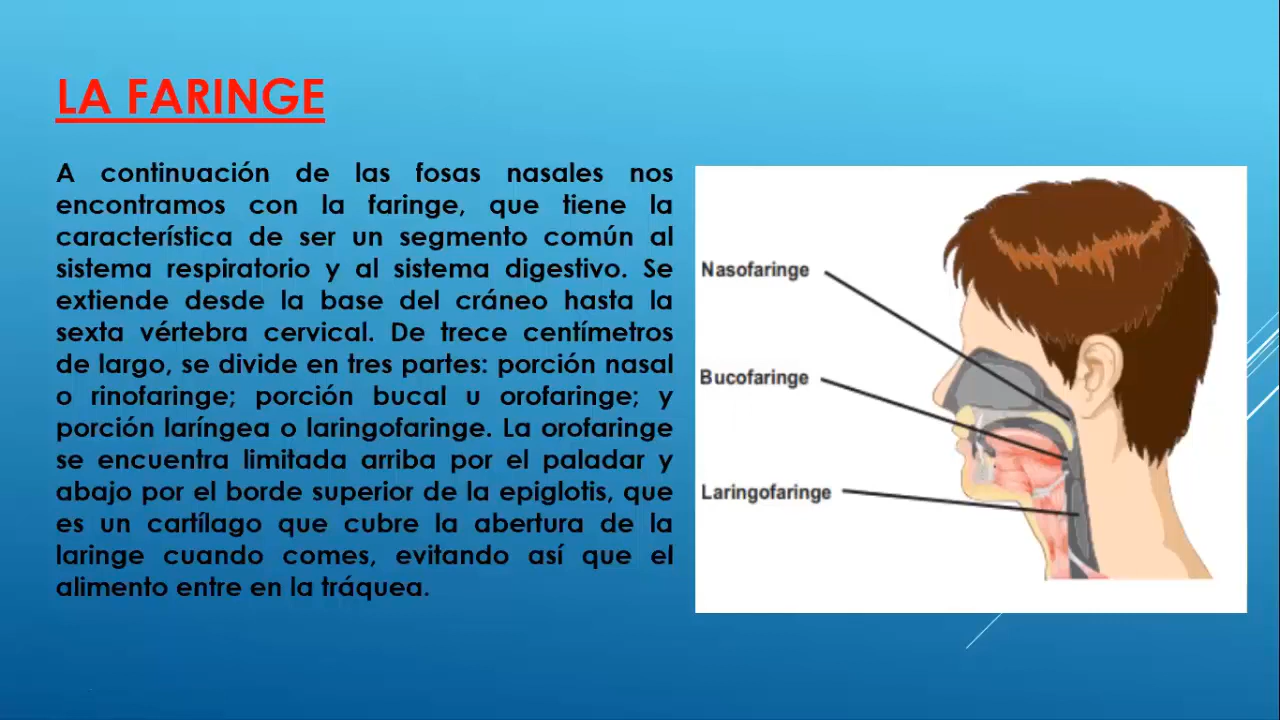 LA FARINGE
A continuación de las fosas nasales nos
encontramos con la faringe, que tiene la
característica de ser un segmento común al
sistema respiratorio y al sistema digestivo. Se
extiende desde la base del cráneo hasta la
sexta vértebra cervical. De trece centímetros
de largo, se divide en tres partes: porción nasal
o rinofaringe; porción bucal u orofaringe; y
porción laríngea o laringofaringe. La orofaringe
se encuentra limitada arriba por el paladar y
abajo por el borde superior de la epiglotis, que
es un cartílago que cubre la abertura de la
laringe cuando comes, evitando así que el
alimento entre en la tráquea.
Nasofaringe
Bucofaringe
Laringofaringe